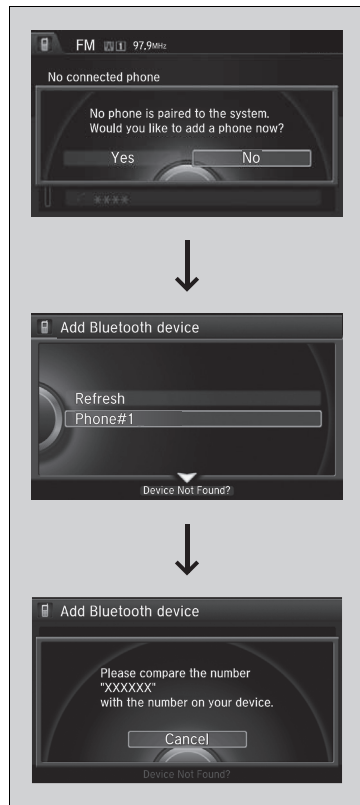 FM 1 97.9MHz
No connected phone
No phone is paired to the system.
Would you like to add a phone now?
Yes No
****
Add Bluetooth device
Refresh
Phone#1
Device Not Found?
Add Bluetooth device
Please compare the number
"XXXXXX"
with the number on your device.
Cancel
Device Not Found?